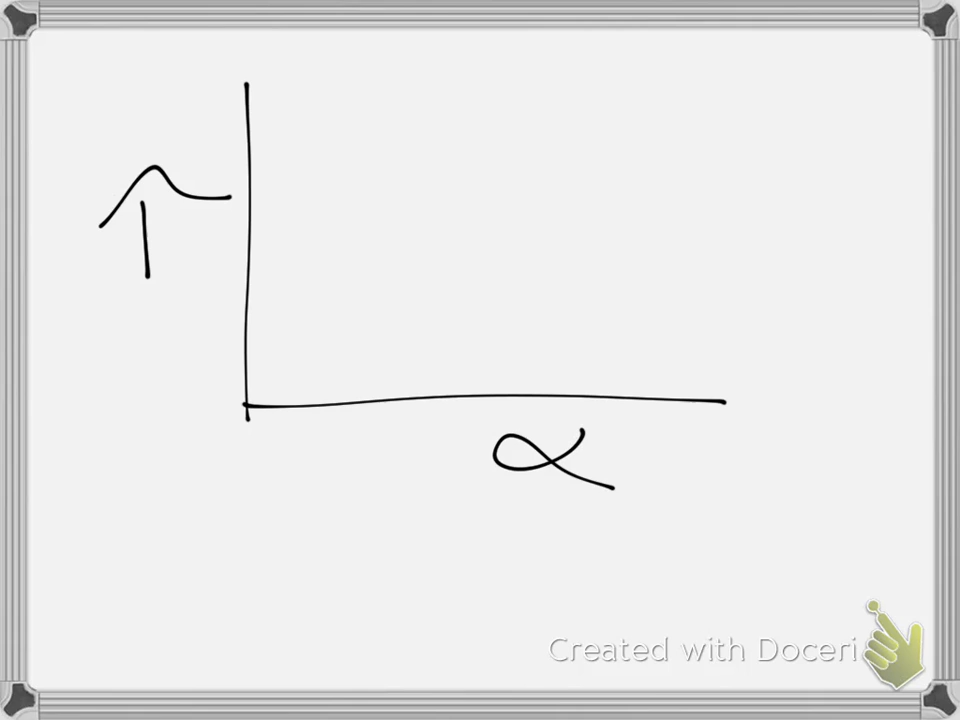 τ
α
Created with Doceri